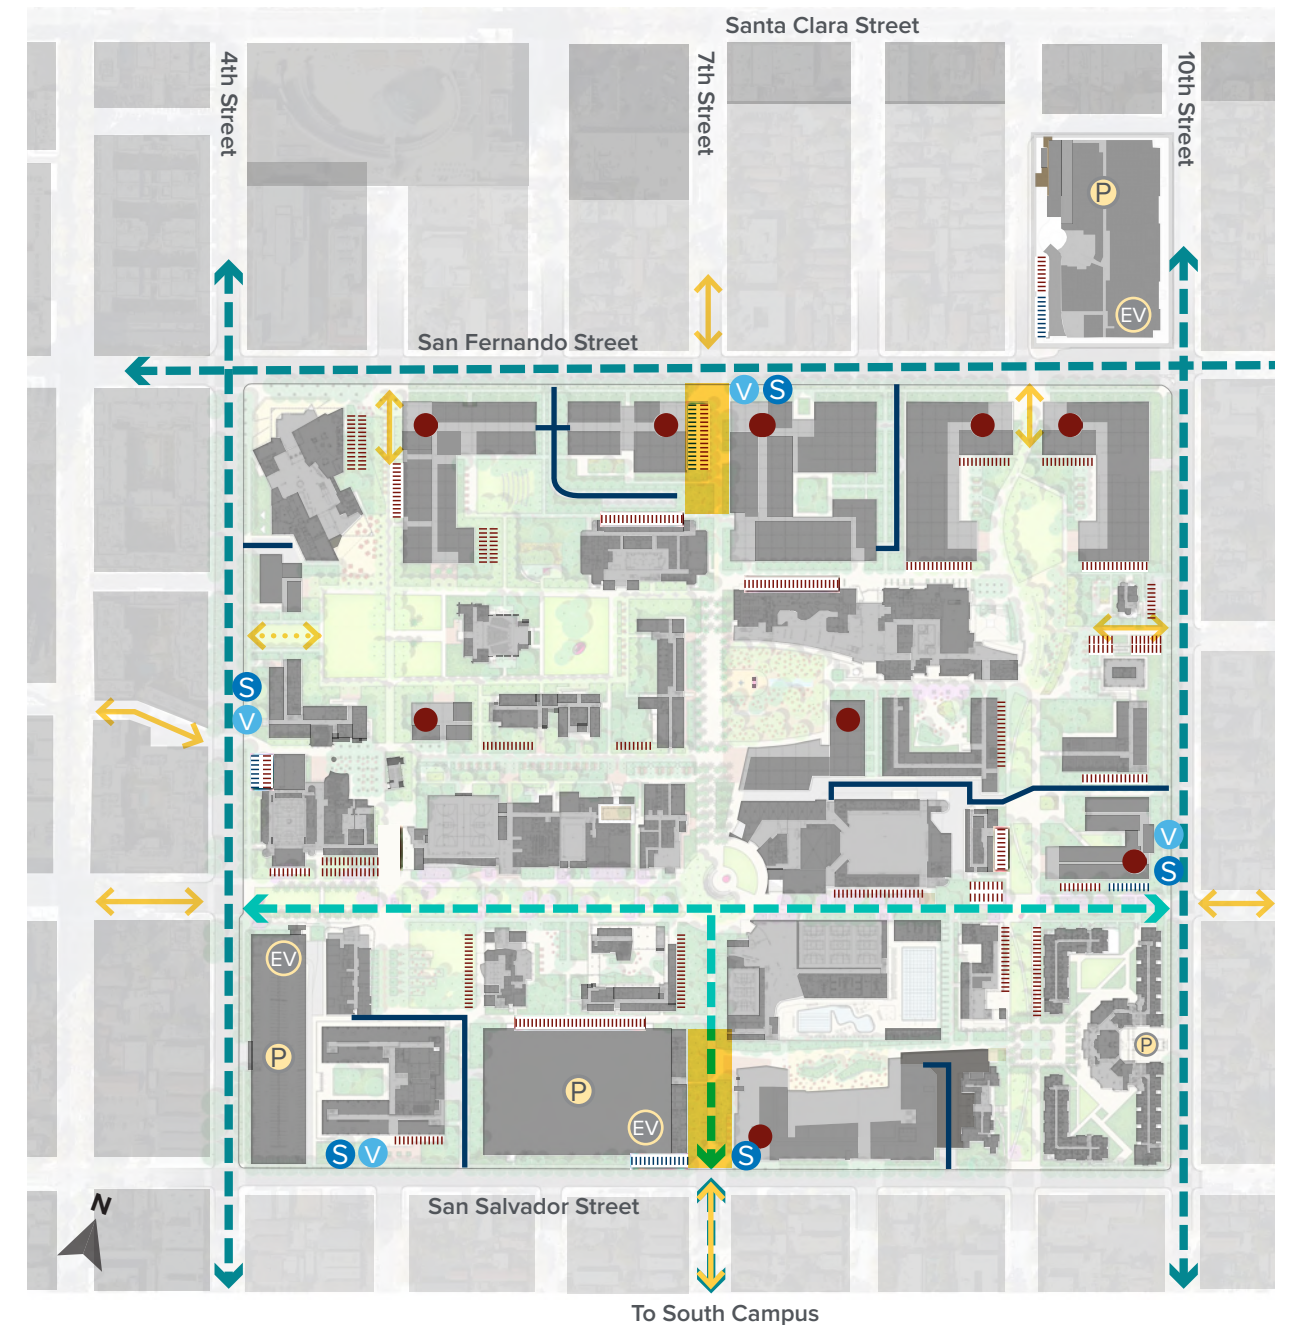 Santa Clara Street
4th Street
7th Street
10th Street
P
EV
San Fernando Street
V S
S
V
V
S
EV
P
P
P
EV
S V
S
N
San Salvador Street
To South Campus